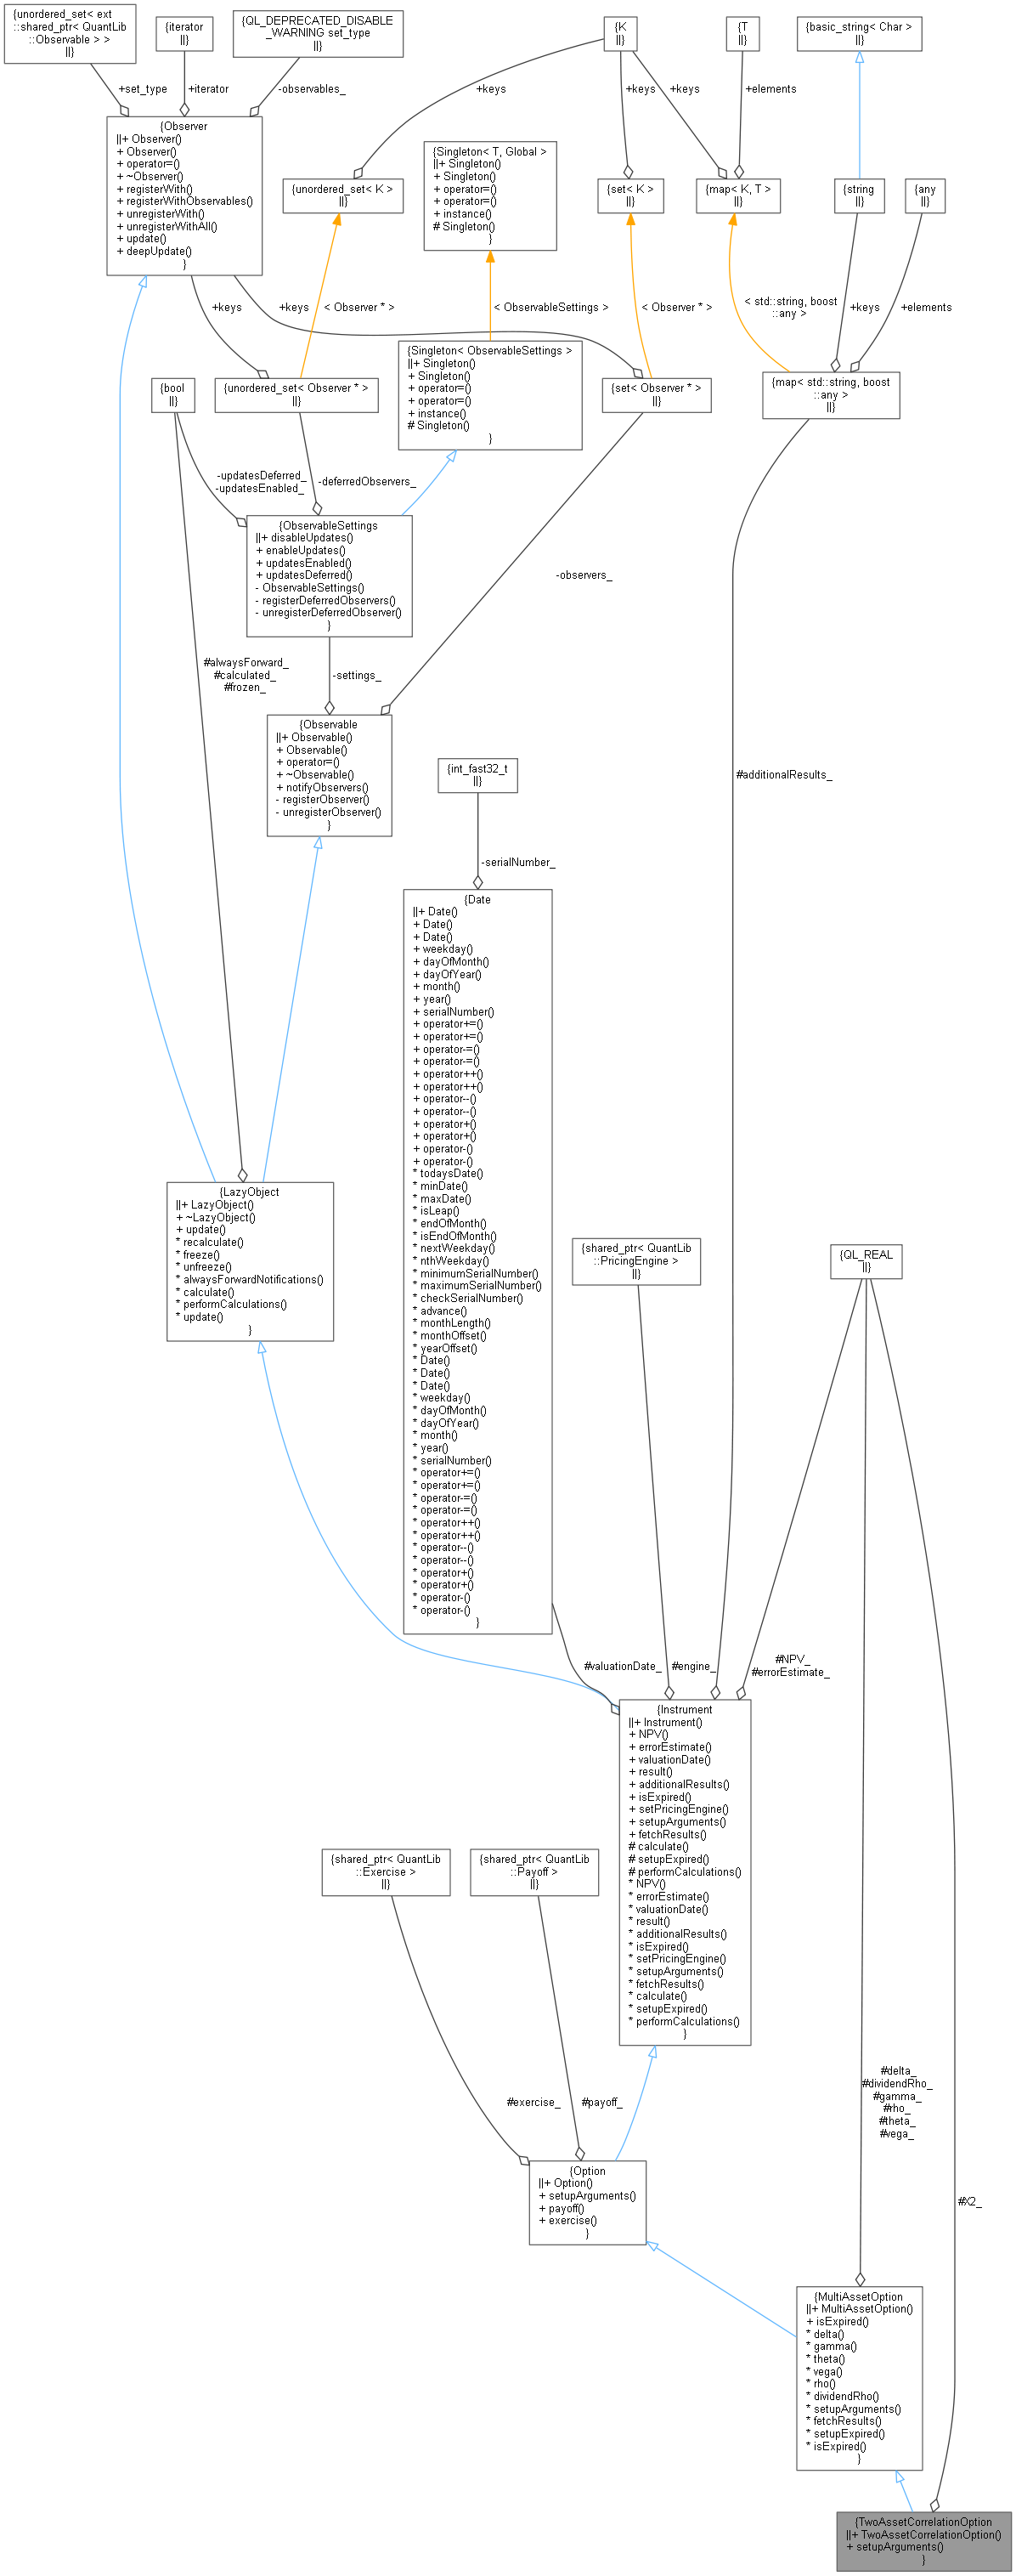 {unordered_set< ext
::shared_ptr< QuantLib
::Observable > >
||}
{iterator
||}
{QL_DEPRECATED_DISABLE
_WARNING set_type
||}
{K
||}
{T
||}
{basic_string< Char >
||}
+set_type
+iterator
-observables_
+keys
+keys
+keys
+elements
{Observer
||+ Observer()
+ Observer()
+ operator=()
+ ~Observer()
+ registerWith()
+ registerWithObservables()
+ unregisterWith()
+ unregisterWithAll()
+ update()
+ deepUpdate()
}
{unordered_set< K >
||}
{Singleton< T, Global >
||+ Singleton()
+ Singleton()
+ operator=()
+ operator=()
+ instance()
# Singleton()
}
{set< K >
||}
{map< K, T >
||}
{string
||}
{any
||}
+keys
+keys
< Observer * >
< ObservableSettings >
< Observer * >
< std::string, boost
::any >
+keys
+elements
{bool
||}
{unordered_set< Observer * >
||}
{Singleton< ObservableSettings >
||+ Singleton()
+ Singleton()
+ operator=()
+ operator=()
+ instance()
# Singleton()
}
{set< Observer * >
||}
{map< std::string, boost
::any >
||}
-updatesDeferred_
-updatesEnabled_
-deferredObservers_
{ObservableSettings
||+ disableUpdates()
+ enableUpdates()
+ updatesEnabled()
+ updatesDeferred()
- ObservableSettings()
- registerDeferredObservers()
- unregisterDeferredObserver()
}
-observers_
#alwaysForward_
#calculated_
#frozen_
-settings_
{Observable
||+ Observable()
+ Observable()
+ operator=()
+ ~Observable()
+ notifyObservers()
- registerObserver()
- unregisterObserver()
}
{int_fast32_t
||}
#additionalResults_
-serialNumber_
{Date
||+ Date()
+ Date()
+ Date()
+ weekday()
+ dayOfMonth()
+ dayOfYear()
+ month()
+ year()
+ serialNumber()
+ operator+=()
+ operator+=()
+ operator-=()
+ operator-=()
+ operator++()
+ operator++()
+ operator--()
+ operator--()
+ operator+()
+ operator+()
+ operator-()
+ operator-()
* todaysDate()
* minDate()
* maxDate()
* isLeap()
* endOfMonth()
* isEndOfMonth()
* nextWeekday()
* nthWeekday()
* minimumSerialNumber()
* maximumSerialNumber()
* checkSerialNumber()
* advance()
* monthLength()
* monthOffset()
* yearOffset()
* Date()
* Date()
* Date()
* weekday()
* dayOfMonth()
* dayOfYear()
* month()
* year()
* serialNumber()
* operator+=()
* operator+=()
* operator-=()
* operator-=()
* operator++()
* operator++()
* operator--()
* operator--()
* operator+()
* operator+()
* operator-()
* operator-()
}
{LazyObject
||+ LazyObject()
+ ~LazyObject()
+ update()
* recalculate()
* freeze()
* unfreeze()
* alwaysForwardNotifications()
* calculate()
* performCalculations()
* update()
}
{shared_ptr< QuantLib
::PricingEngine >
||}
{QL_REAL
||}
#valuationDate_
#engine_
#NPV_
#errorEstimate_
{Instrument
||+ Instrument()
+ NPV()
+ errorEstimate()
+ valuationDate()
+ result()
+ additionalResults()
+ isExpired()
+ setPricingEngine()
+ setupArguments()
+ fetchResults()
# calculate()
# setupExpired()
# performCalculations()
* NPV()
* errorEstimate()
* valuationDate()
* result()
* additionalResults()
* isExpired()
* setPricingEngine()
* setupArguments()
* fetchResults()
* calculate()
* setupExpired()
* performCalculations()
}
{shared_ptr< QuantLib
::Exercise >
||}
{shared_ptr< QuantLib
::Payoff >
||}
#exercise_
#payoff_
#delta_
#dividendRho_
#gamma_
#rho_
#theta_
#vega_
{Option
||+ Option()
+ setupArguments()
+ payoff()
+ exercise()
}
#X2_
{MultiAssetOption
||+ MultiAssetOption()
+ isExpired()
* delta()
* gamma()
* theta()
* vega()
* rho()
* dividendRho()
* setupArguments()
* fetchResults()
* setupExpired()
* isExpired()
}
{TwoAssetCorrelationOption
||+ TwoAssetCorrelationOption()
+ setupArguments()
}